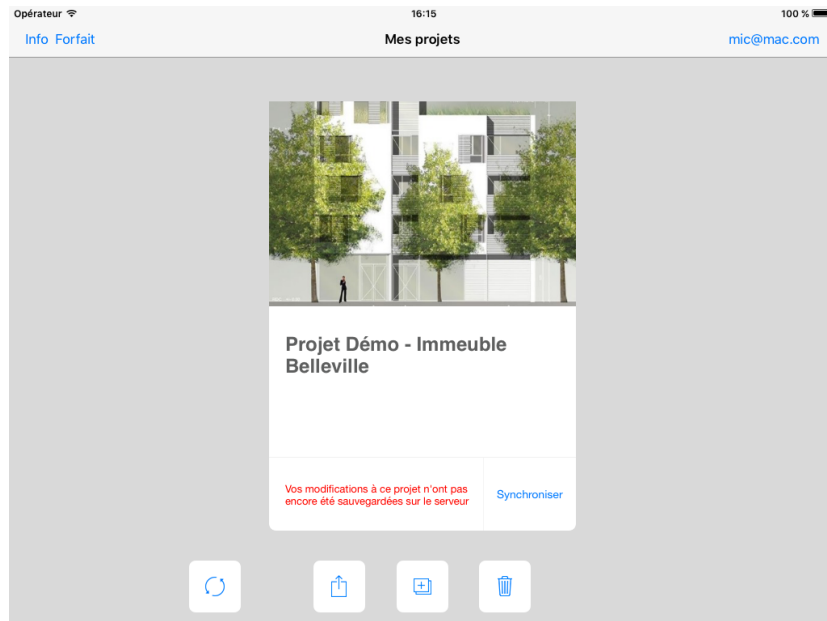 Opérateur 16:15 100 %
Info Forfait Mes projets mic@mac.com
Projet Démo - Immeuble
Belleville
Vos modifications à ce projet n'ont pas
encore été sauvegardées sur le serveur
Synchroniser